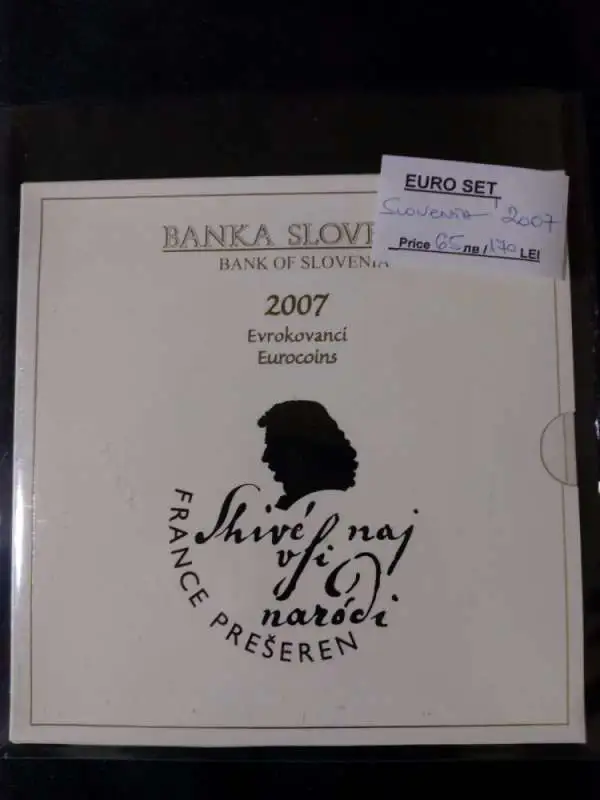 EURO SET
SLOVENIA 2007
Price 65 лв / 170 LEI
BANKA SLOVE
BANK OF SLOVENIA
2007
Evrokovanci
Eurocoins
Shivé naj
vſi
naródi
FRANCE PREŠEREN